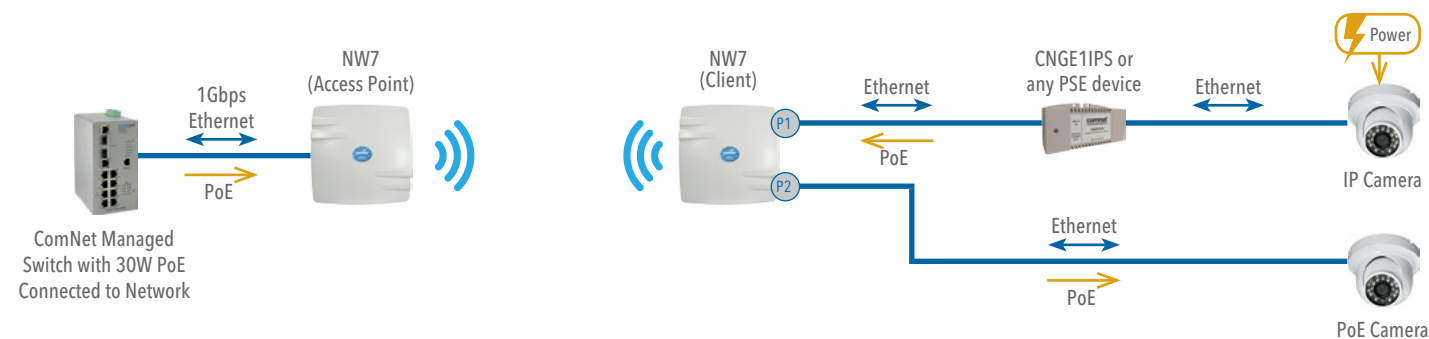 NW7
(Access Point)
1Gbps
Ethernet
PoE
ComNet Managed
Switch with 30W PoE
Connected to Network
NW7
(Client)
P1
P2
Ethernet
PoE
CNGE1IPS or
any PSE device
comnet
Ethernet
Power
IP Camera
Ethernet
PoE
PoE Camera